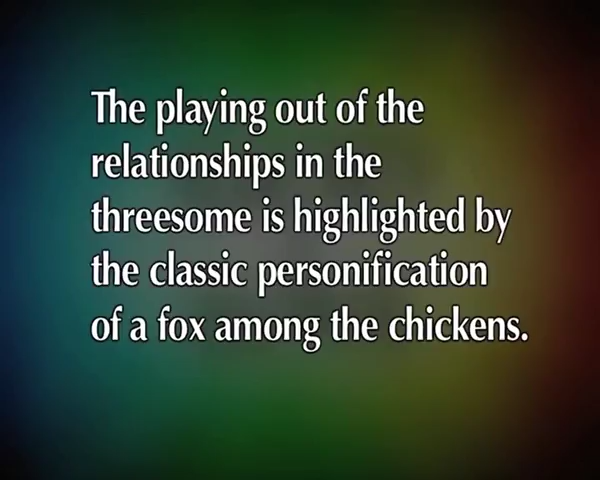 The playing out of the
relationships in the
threesome is highlighted by
the classic personification
of a fox among the chickens.